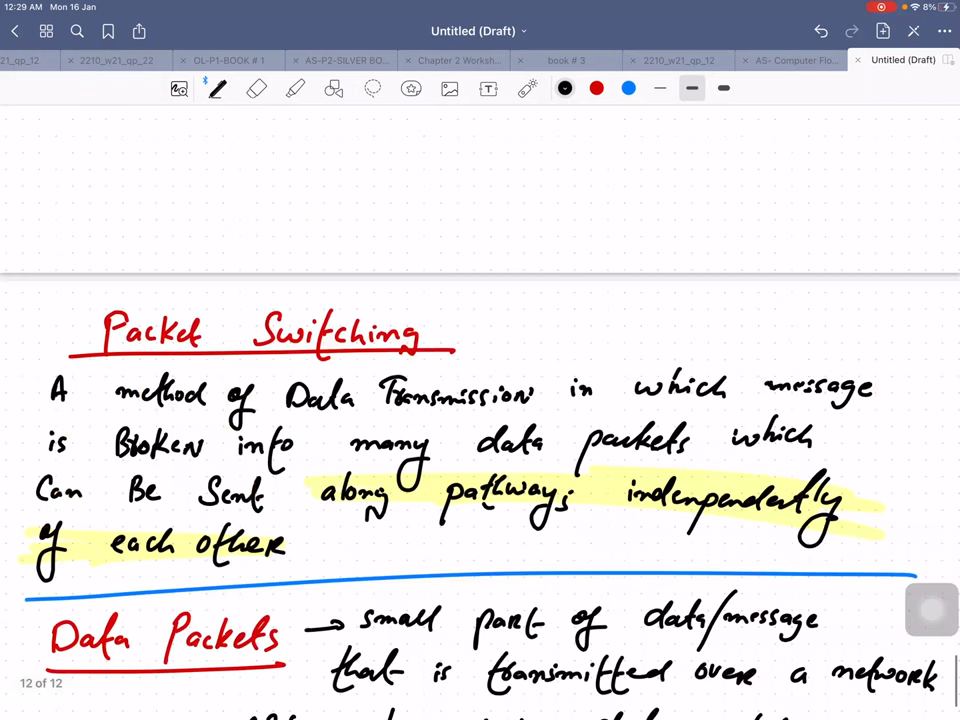 12:29 AM Mon 16 Jan
8%
Untitled (Draft)
21_qp_12
2210_w21_qp_22
OL-P1-BOOK # 1
AS-P2-SILVER BO...
Chapter 2 Worksh...
book # 3
2210_w21_qp_12
AS- Computer Flo...
Untitled (Draft)
Packet Switching
A method of Data Transmission in which message
is Broken into many data packets which
Can Be Sent along pathways indenpendently
of each other
Data Packets → small part of data/message
that is transmitted over a network
12 of 12